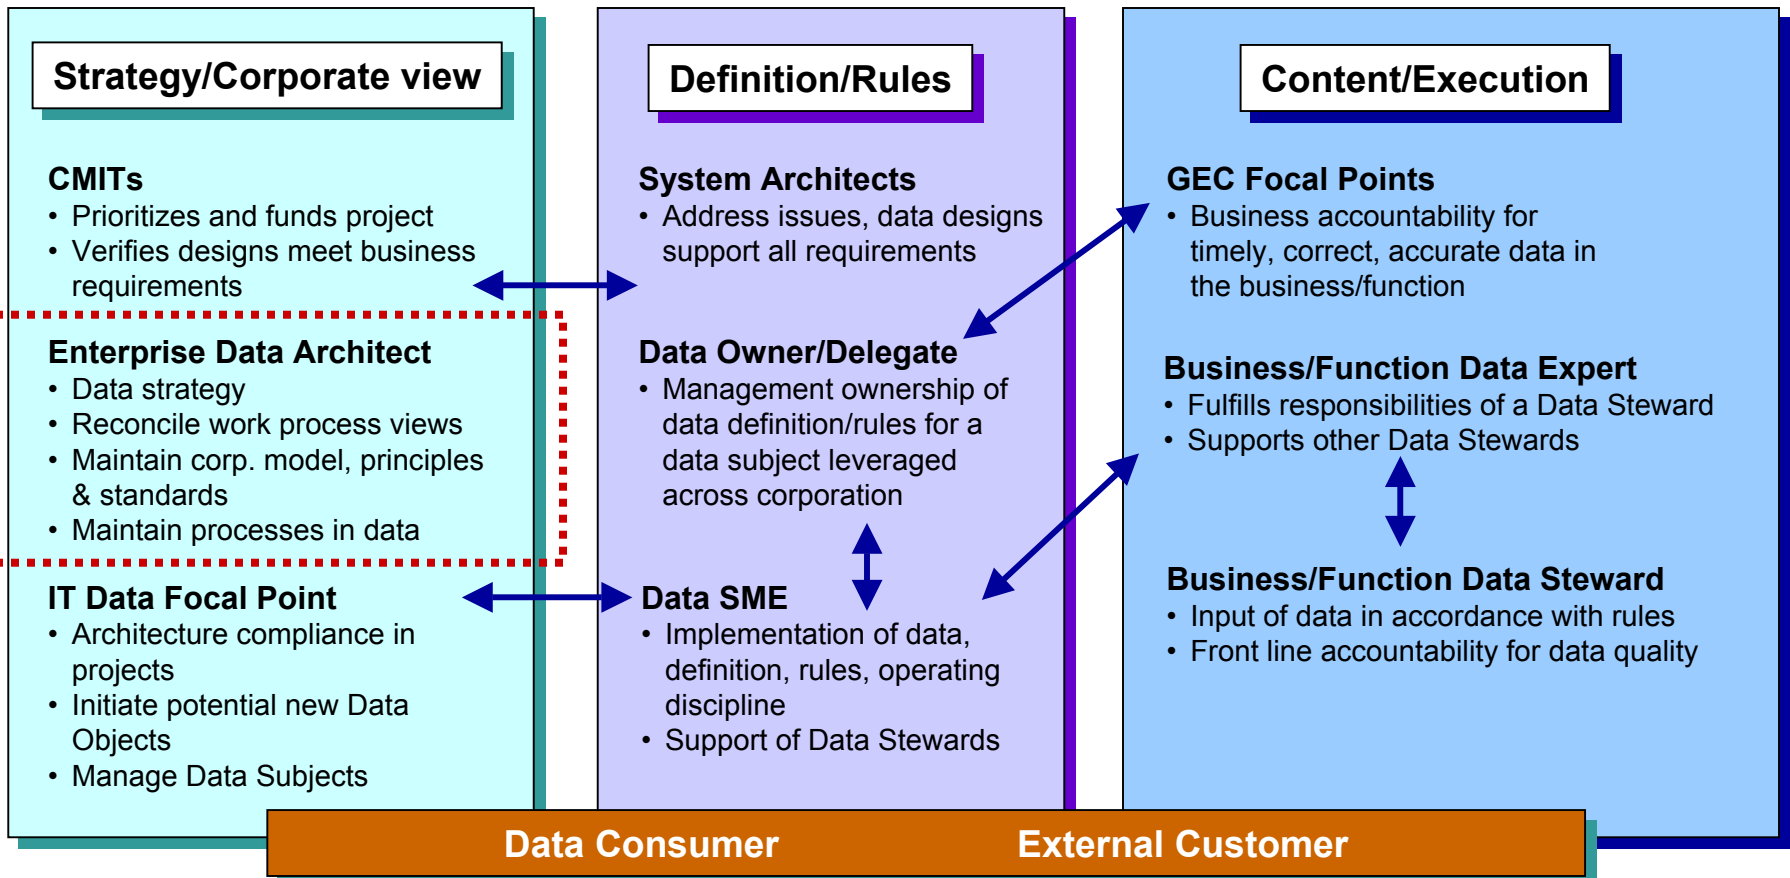 Strategy/Corporate view
CMITs
• Prioritizes and funds project
• Verifies designs meet business
requirements
Enterprise Data Architect
• Data strategy
• Reconcile work process views
• Maintain corp. model, principles
& standards
• Maintain processes in data
IT Data Focal Point
• Architecture compliance in
projects
• Initiate potential new Data
Objects
• Manage Data Subjects
Definition/Rules
System Architects
• Address issues, data designs
support all requirements
Data Owner/Delegate
• Management ownership of
data definition/rules for a
data subject leveraged
across corporation
Data SME
• Implementation of data,
definition, rules, operating
discipline
• Support of Data Stewards
Content/Execution
GEC Focal Points
• Business accountability for
timely, correct, accurate data in
the business/function
Business/Function Data Expert
• Fulfills responsibilities of a Data Steward
• Supports other Data Stewards
Business/Function Data Steward
• Input of data in accordance with rules
• Front line accountability for data quality
Data Consumer
External Customer